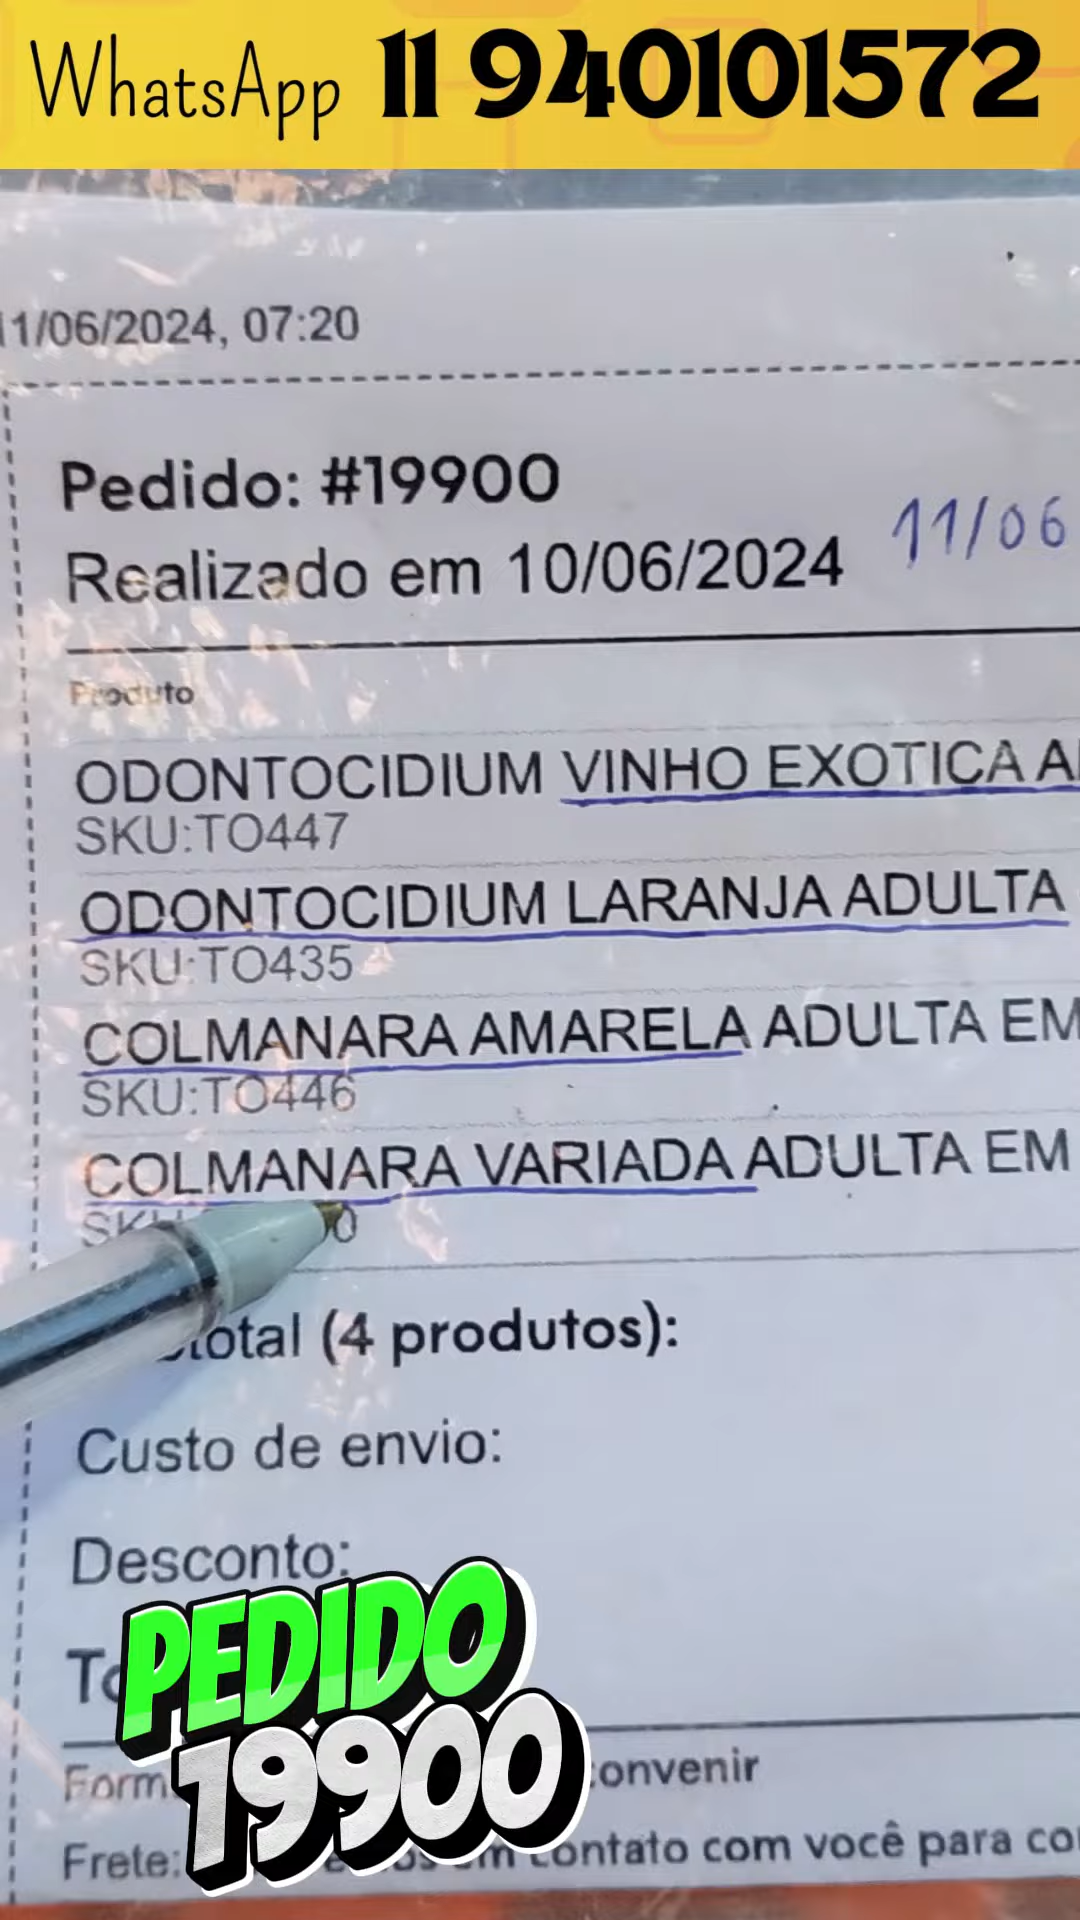 WhatsApp 11 940101572
11/06/2024, 07:20
Pedido: #19900
Realizado em 10/06/2024 11/06
Produto
ODONTOCIDIUM VINHO EXOTICA
SKU:TO447
ODONTOCIDIUM LARANJA ADULTA
SKU:TO435
COLMANARA AMARELA ADULTA EM
SKU:TO446
COLMANARA VARIADA ADULTA EM
(4 produtos):
Custo de envio:
Desconto:
PEDIDO
19900
Frete: contato com você para